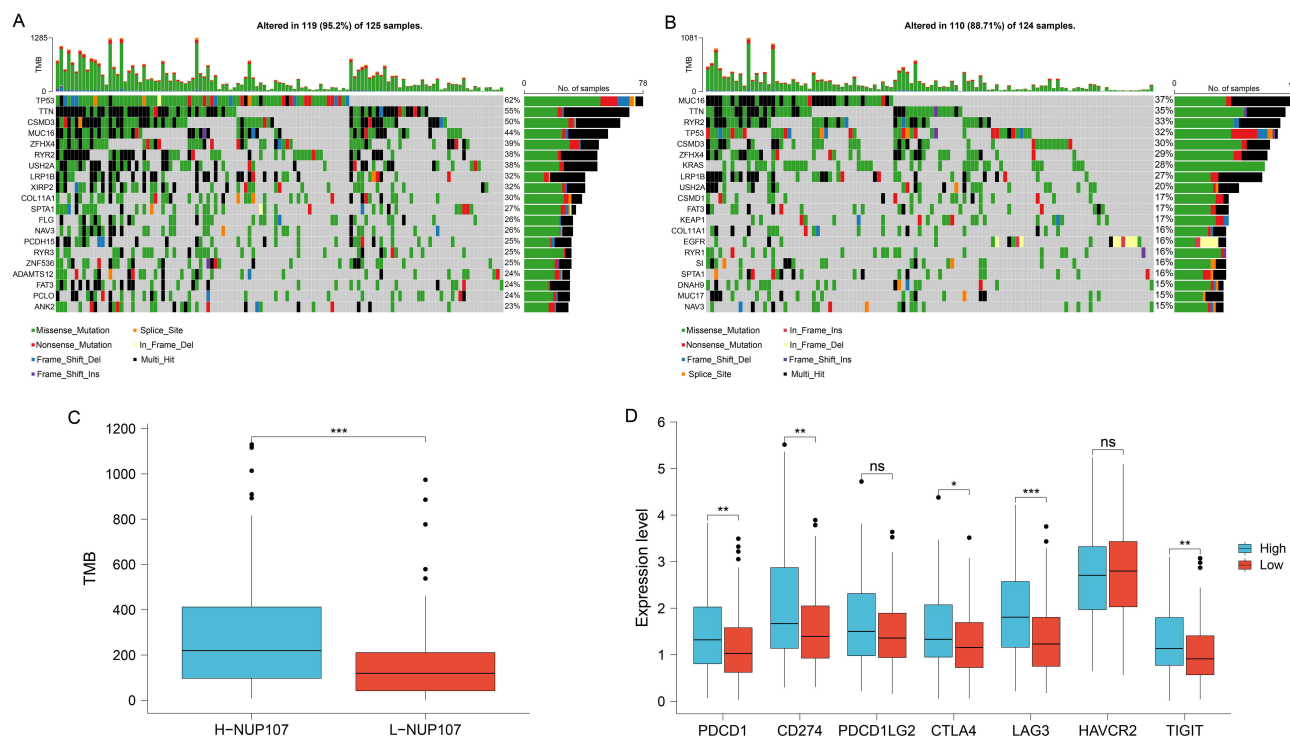 A
Altered in 119 (95.2%) of 125 samples.
1285
TMB
0
0
No. of samples
78
TP53 62%
TTN 55%
CSMD3 50%
MUC16 44%
ZFHX4 39%
RYR2 38%
USH2A 38%
LRP1B 32%
XIRP2 32%
COL11A1 30%
SPTA1 27%
FLG 26%
NAV3 26%
PCDH15 25%
RYR3 25%
ZNF536 25%
ADAMTS12 24%
FAT3 24%
PCLO 24%
ANK2 23%
Missense_Mutation
Nonsense_Mutation
Frame_Shift_Del
Frame_Shift_Ins
Splice_Site
In_Frame_Del
Multi_Hit
B
Altered in 110 (88.71%) of 124 samples.
1081
TMB
0
0
No. of samples
MUC16 37%
TTN 35%
RYR2 33%
TP53 32%
CSMD3 30%
ZFHX4 29%
KRAS 28%
LRP1B 27%
USH2A 20%
CSMD1 17%
FAT3 17%
KEAP1 17%
COL11A1 16%
EGFR 16%
RYR1 16%
SI 16%
SPTA1 16%
DNAH9 15%
MUC17 15%
NAV3 15%
Missense_Mutation
Nonsense_Mutation
Frame_Shift_Del
Splice_Site
In_Frame_Ins
In_Frame_Del
Frame_Shift_Ins
Multi_Hit
C
TMB
1200
1000
800
600
400
200
0
***
H−NUP107
L−NUP107
D
Expression level
6
5
4
3
2
1
0
**
**
ns
*
***
ns
**
PDCD1
CD274
PDCD1LG2
CTLA4
LAG3
HAVCR2
TIGIT
High
Low